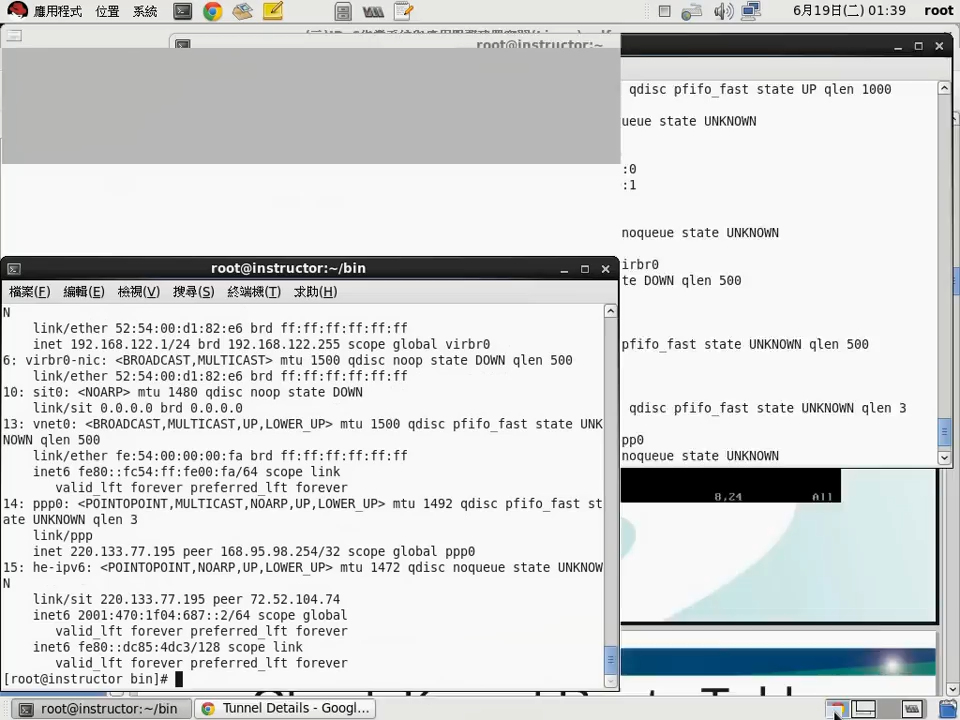 應用程式 位置 系統
6月19日(二) 01:39 root
root@instructor:~
qdisc pfifo_fast state UP qlen 1000
queue state UNKNOWN
:0
:1
noqueue state UNKNOWN
irbr0
te DOWN qlen 500
pfifo_fast state UNKNOWN qlen 500
qdisc pfifo_fast state UNKNOWN qlen 3
pp0
noqueue state UNKNOWN
8,24 All
root@instructor:~/bin
檔案(F) 編輯(E) 檢視(V) 搜尋(S) 終端機(T) 求助(H)
N
link/ether 52:54:00:d1:82:e6 brd ff:ff:ff:ff:ff:ff
inet 192.168.122.1/24 brd 192.168.122.255 scope global virbr0
6: virbr0-nic: <BROADCAST,MULTICAST> mtu 1500 qdisc noop state DOWN qlen 500
link/ether 52:54:00:d1:82:e6 brd ff:ff:ff:ff:ff:ff
10: sit0: <NOARP> mtu 1480 qdisc noop state DOWN
link/sit 0.0.0.0 brd 0.0.0.0
13: vnet0: <BROADCAST,MULTICAST,UP,LOWER_UP> mtu 1500 qdisc pfifo_fast state UNK
NOWN qlen 500
link/ether fe:54:00:00:00:fa brd ff:ff:ff:ff:ff:ff
inet6 fe80::fc54:ff:fe00:fa/64 scope link
valid_lft forever preferred_lft forever
14: ppp0: <POINTOPOINT,MULTICAST,NOARP,UP,LOWER_UP> mtu 1492 qdisc pfifo_fast st
ate UNKNOWN qlen 3
link/ppp
inet 220.133.77.195 peer 168.95.98.254/32 scope global ppp0
15: he-ipv6: <POINTOPOINT,NOARP,UP,LOWER_UP> mtu 1472 qdisc noqueue state UNKNOW
N
link/sit 220.133.77.195 peer 72.52.104.74
inet6 2001:470:1f04:687::2/64 scope global
valid_lft forever preferred_lft forever
inet6 fe80::dc85:4dc3/128 scope link
valid_lft forever preferred_lft forever
[root@instructor bin]#
root@instructor:~/bin
Tunnel Details - Googl...